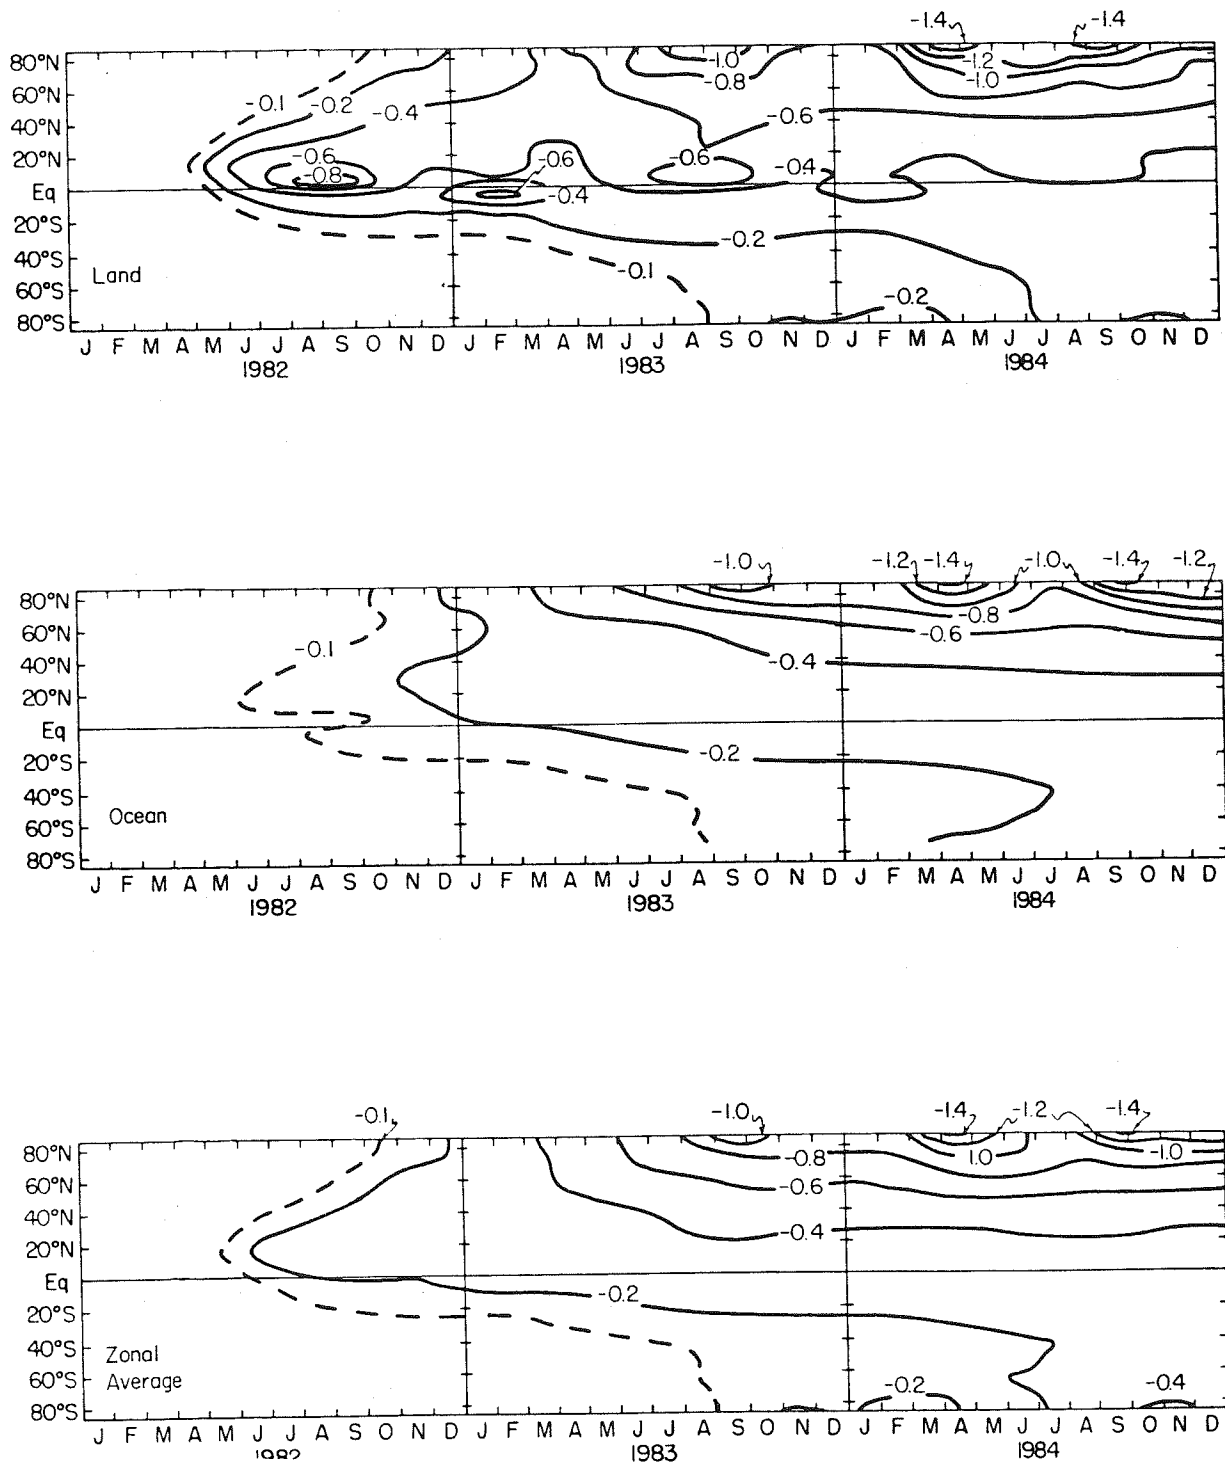 -1.4 -1.4
80°N -0.1 -0.2 -0.4 -1.0 -0.8 -1.2 -1.0
60°N
40°N -0.6
20°N -0.6 -0.8 -0.6 -0.6 -0.4
Eq -0.4
20°S -0.2
40°S -0.1
Land
60°S -0.2
80°S
J F M A M J J A S O N D J F M A M J J A S O N D J F M A M J J A S O N D
1982 1983 1984
-1.0 -1.2 -1.4 -1.0 -1.4 -1.2
80°N -0.8
60°N -0.1 -0.6
40°N -0.4
20°N
Eq
20°S -0.2
40°S
Ocean
60°S
80°S
J F M A M J J A S O N D J F M A M J J A S O N D J F M A M J J A S O N D
1982 1983 1984
-0.1 -1.0 -1.4 -1.2 -1.4
80°N -0.8 1.0 -1.0
60°N -0.6
40°N -0.4
20°N
Eq
20°S -0.2
40°S
Zonal
Average
60°S -0.2 -0.4
80°S
J F M A M J J A S O N D J F M A M J J A S O N D J F M A M J J A S O N D
1982 1983 1984